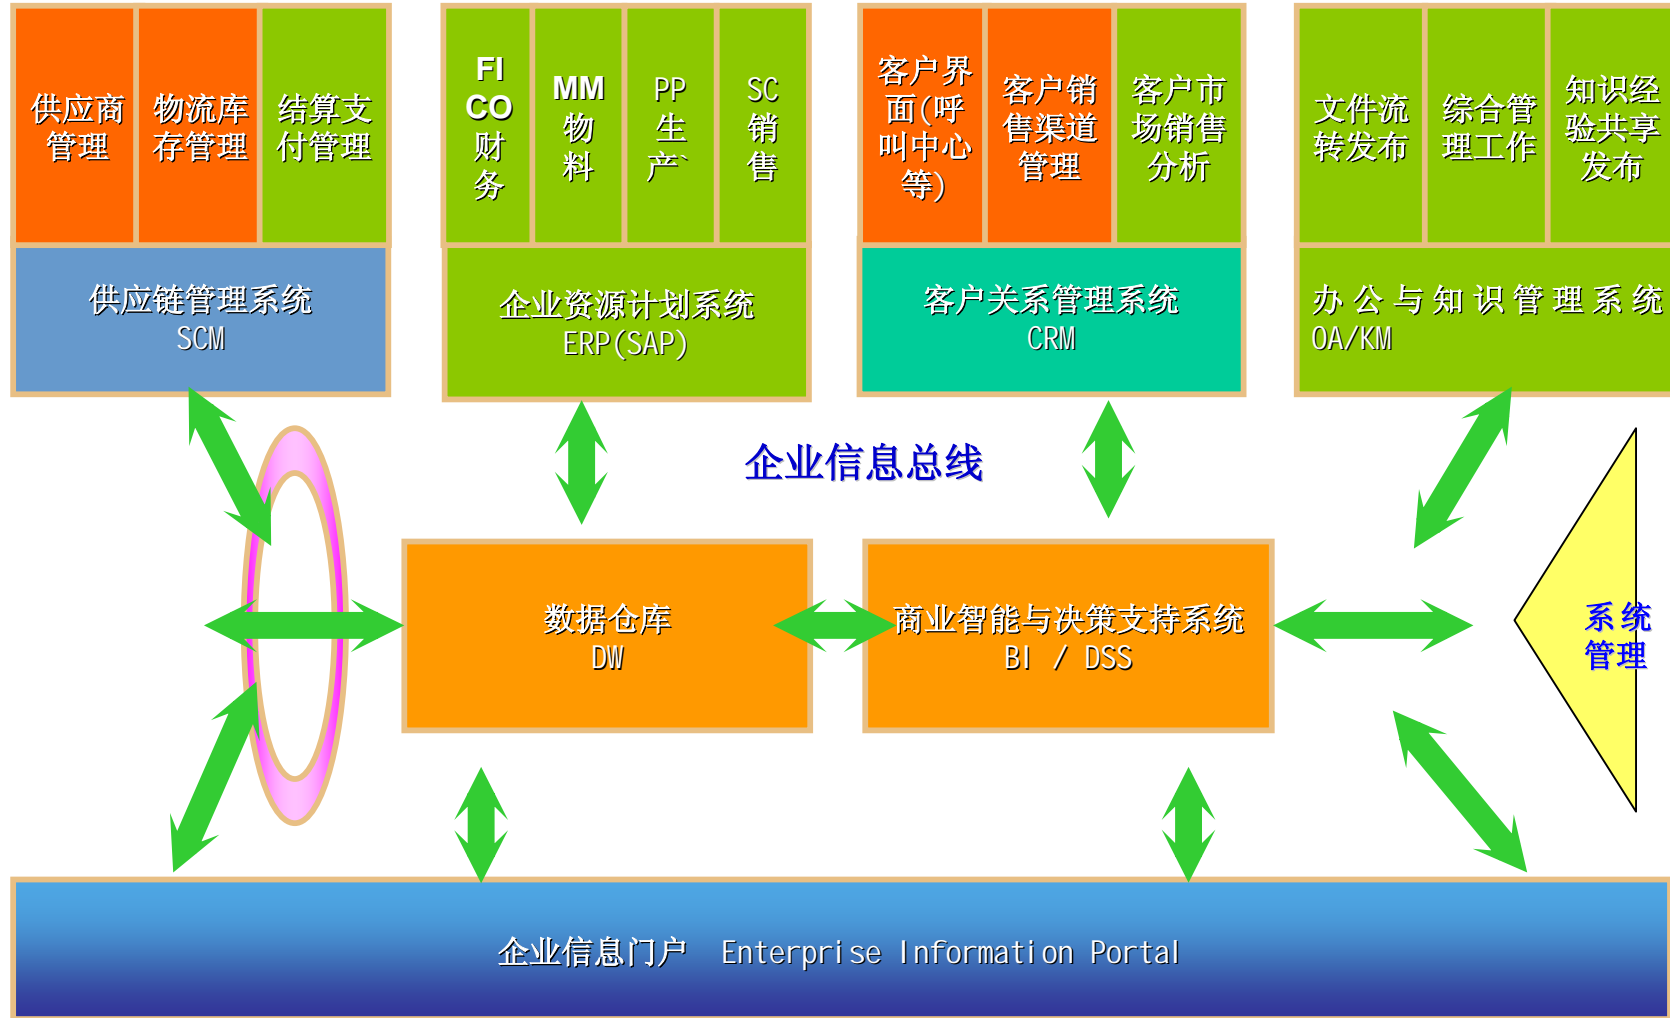 供应商
管理
物流库
存管理
结算支
付管理
FI
CO
财
务
MM
物
料
PP
生
产`
SC
销
售
客户界
面(呼
叫中心
等)
客户销
售渠道
管理
客户市
场销售
分析
文件流
转发布
综合管
理工作
知识经
验共享
发布
供应链管理系统
SCM
企业资源计划系统
ERP(SAP)
客户关系管理系统
CRM
办公与知识管理系统
OA/KM
企业信息总线
数据仓库
DW
商业智能与决策支持系统
BI / DSS
系统
管理
企业信息门户 Enterprise Information Portal